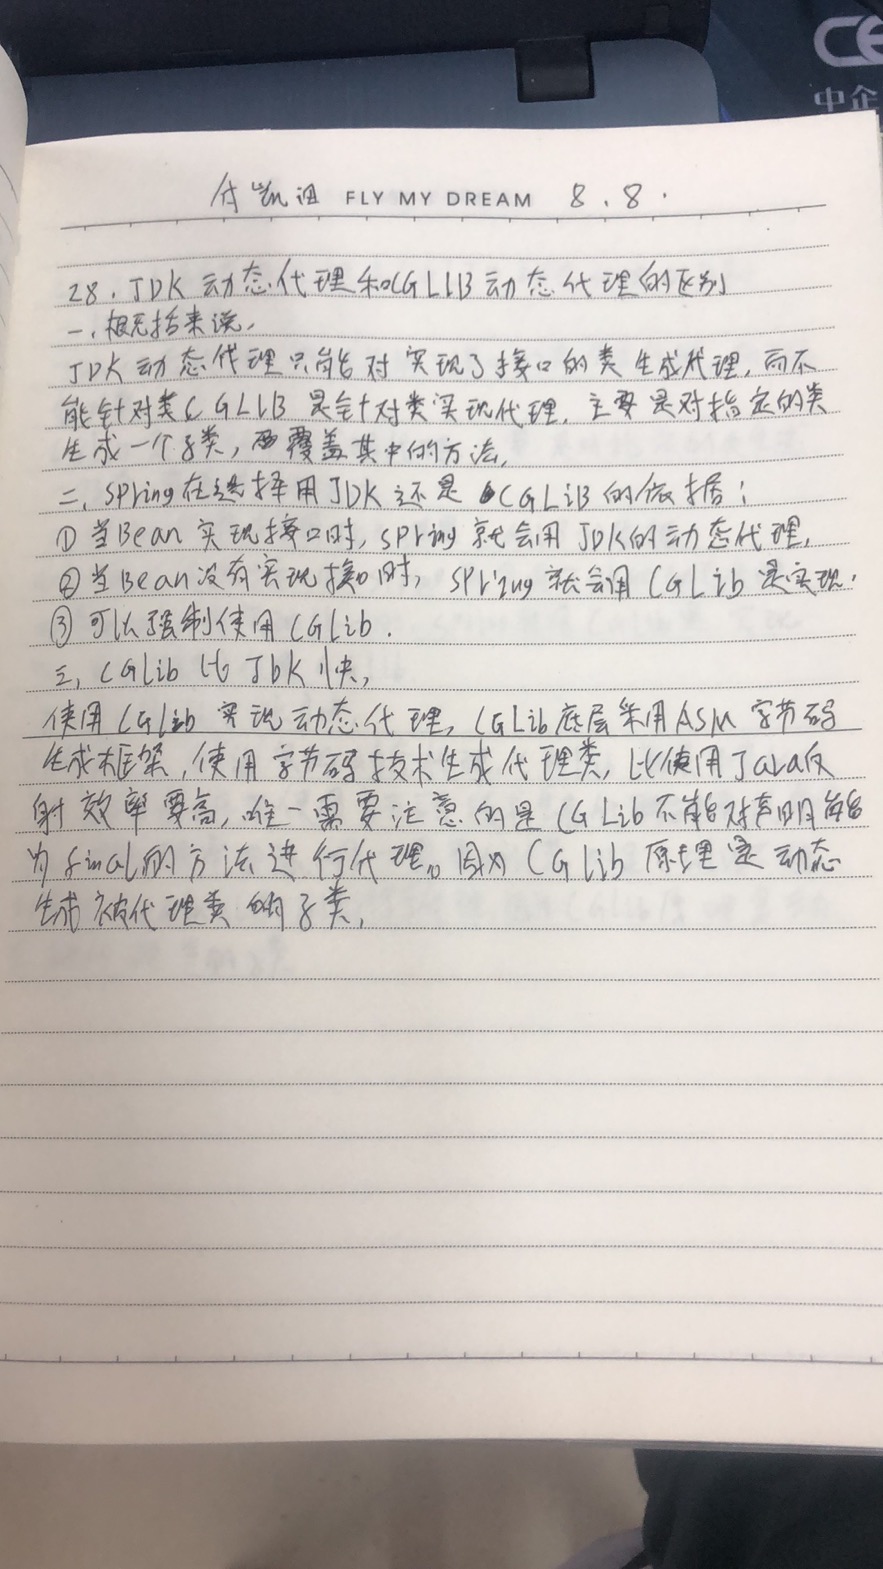 CE
中企
付凯 FLY MY DREAM 8.8.
28.JDK动态代理和CGLIB动态代理的区别
一.概括来说,
JDK动态代理只能对实现了接口的类生成代理,而不
能针对类CGLIB是针对类实现代理.主要是对指定的类
生成一个子类,覆盖其中的方法.
二.Spring在选择用JDK还是CGLiB的依据:
①当Bean实现接口时,spring就会用JDK的动态代理.
②当Bean没有实现接口时,spring就会用CGLib是实现.
③可以强制使用CGLib.
三.CGLib比JDK快,
使用CGLib实现动态代理,CGLib底层采用ASM字节码
生成框架,使用字节码技术生成代理类,比使用Java反
射效率要高,唯一需要注意的是CGLib不能对声明能
为final的方法进行代理。因为CGLib原理是动态
生成被代理类的子类,